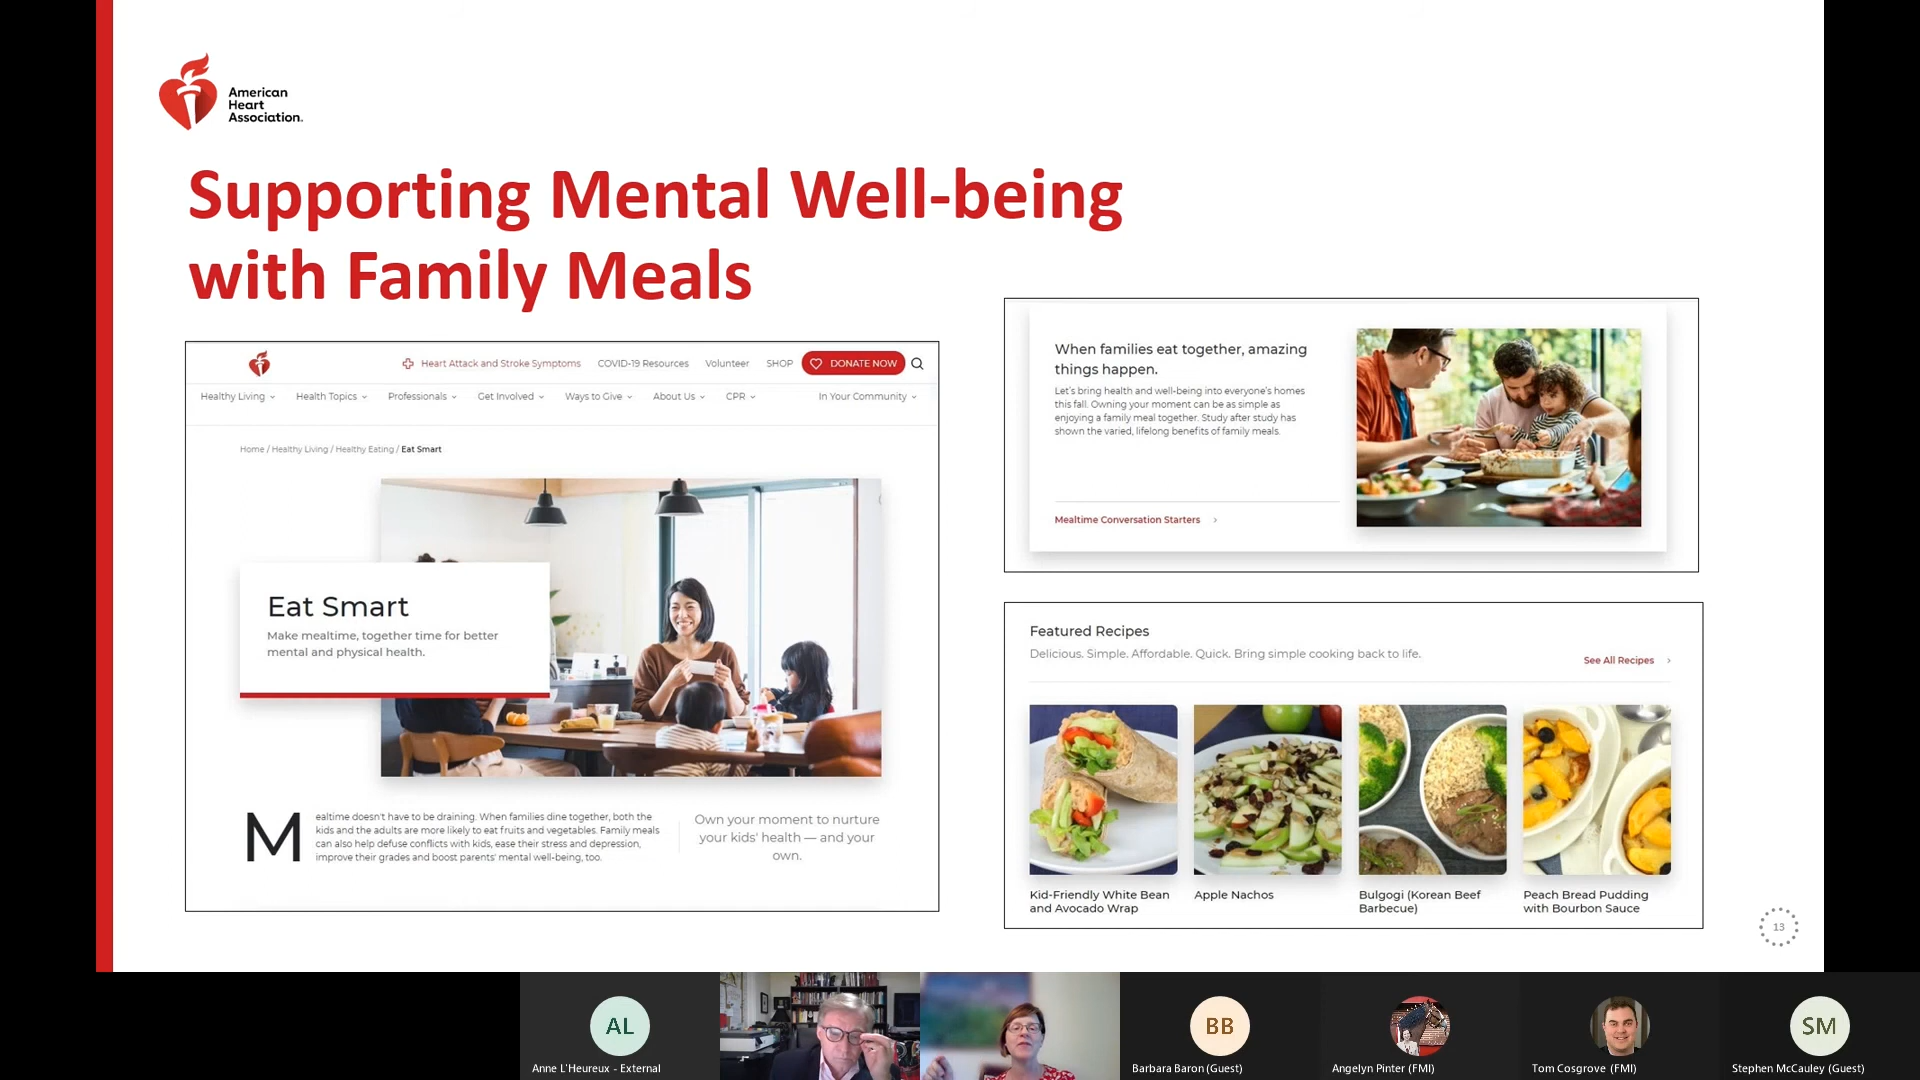 American
Heart
Association.
Supporting Mental Well-being
with Family Meals
Heart Attack and Stroke Symptoms COVID-19 Resources Volunteer SHOP DONATE NOW
Healthy Living Health Topics Professionals Get Involved Ways to Give About Us CPR In Your Community
Home / Healthy Living / Healthy Eating / Eat Smart
Eat Smart
Make mealtime, together time for better
mental and physical health.
Mealtime doesn't have to be draining. When families dine together, both the
kids and the adults are more likely to eat fruits and vegetables. Family meals
can also help defuse conflicts with kids, ease their stress and depression,
improve their grades and boost parents' mental well-being, too.
Own your moment to nurture
your kids' health — and your
own.
When families eat together, amazing
things happen.
Let's bring health and well-being into everyone's homes
this fall. Owning your moment can be as simple as
enjoying a family meal together. Study after study has
shown the varied, lifelong benefits of family meals.
Mealtime Conversation Starters
Featured Recipes
Delicious. Simple. Affordable. Quick. Bring simple cooking back to life.
See All Recipes
Kid-Friendly White Bean
and Avocado Wrap
Apple Nachos
Bulgogi (Korean Beef
Barbecue)
Peach Bread Pudding
with Bourbon Sauce
13
AL
BB
SM
Anne L'Heureux - External
Barbara Baron (Guest)
Angelyn Pinter (FMI)
Tom Cosgrove (FMI)
Stephen McCauley (Guest)